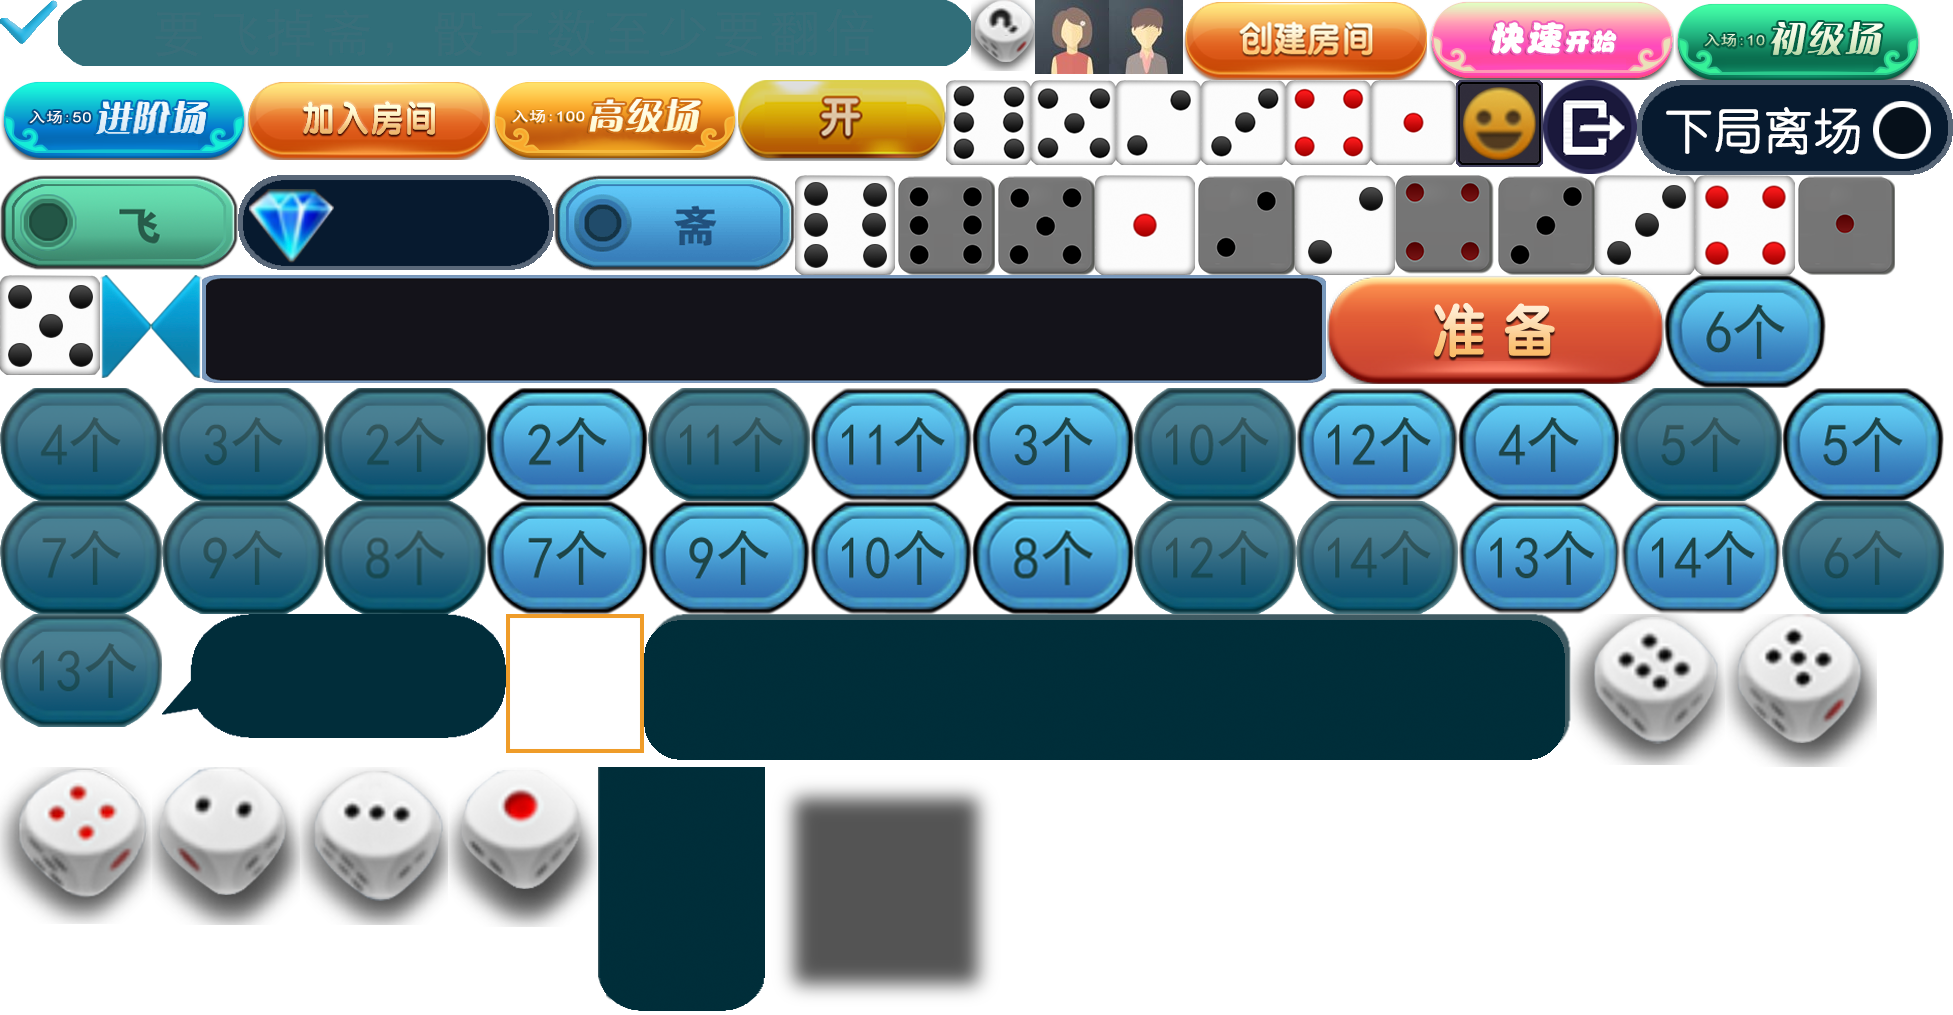 要飞掉斋 骰子数至少要翻倍
创建房间
快速开始
入场:10 初级场
入场:50 进阶场
加入房间
入场:100 高级场
开
下局离场
飞
斋
准备
6个
4个
3个
2个
2个
11个
11个
3个
10个
12个
4个
5个
5个
7个
9个
8个
7个
9个
10个
8个
12个
14个
13个
14个
6个
13个